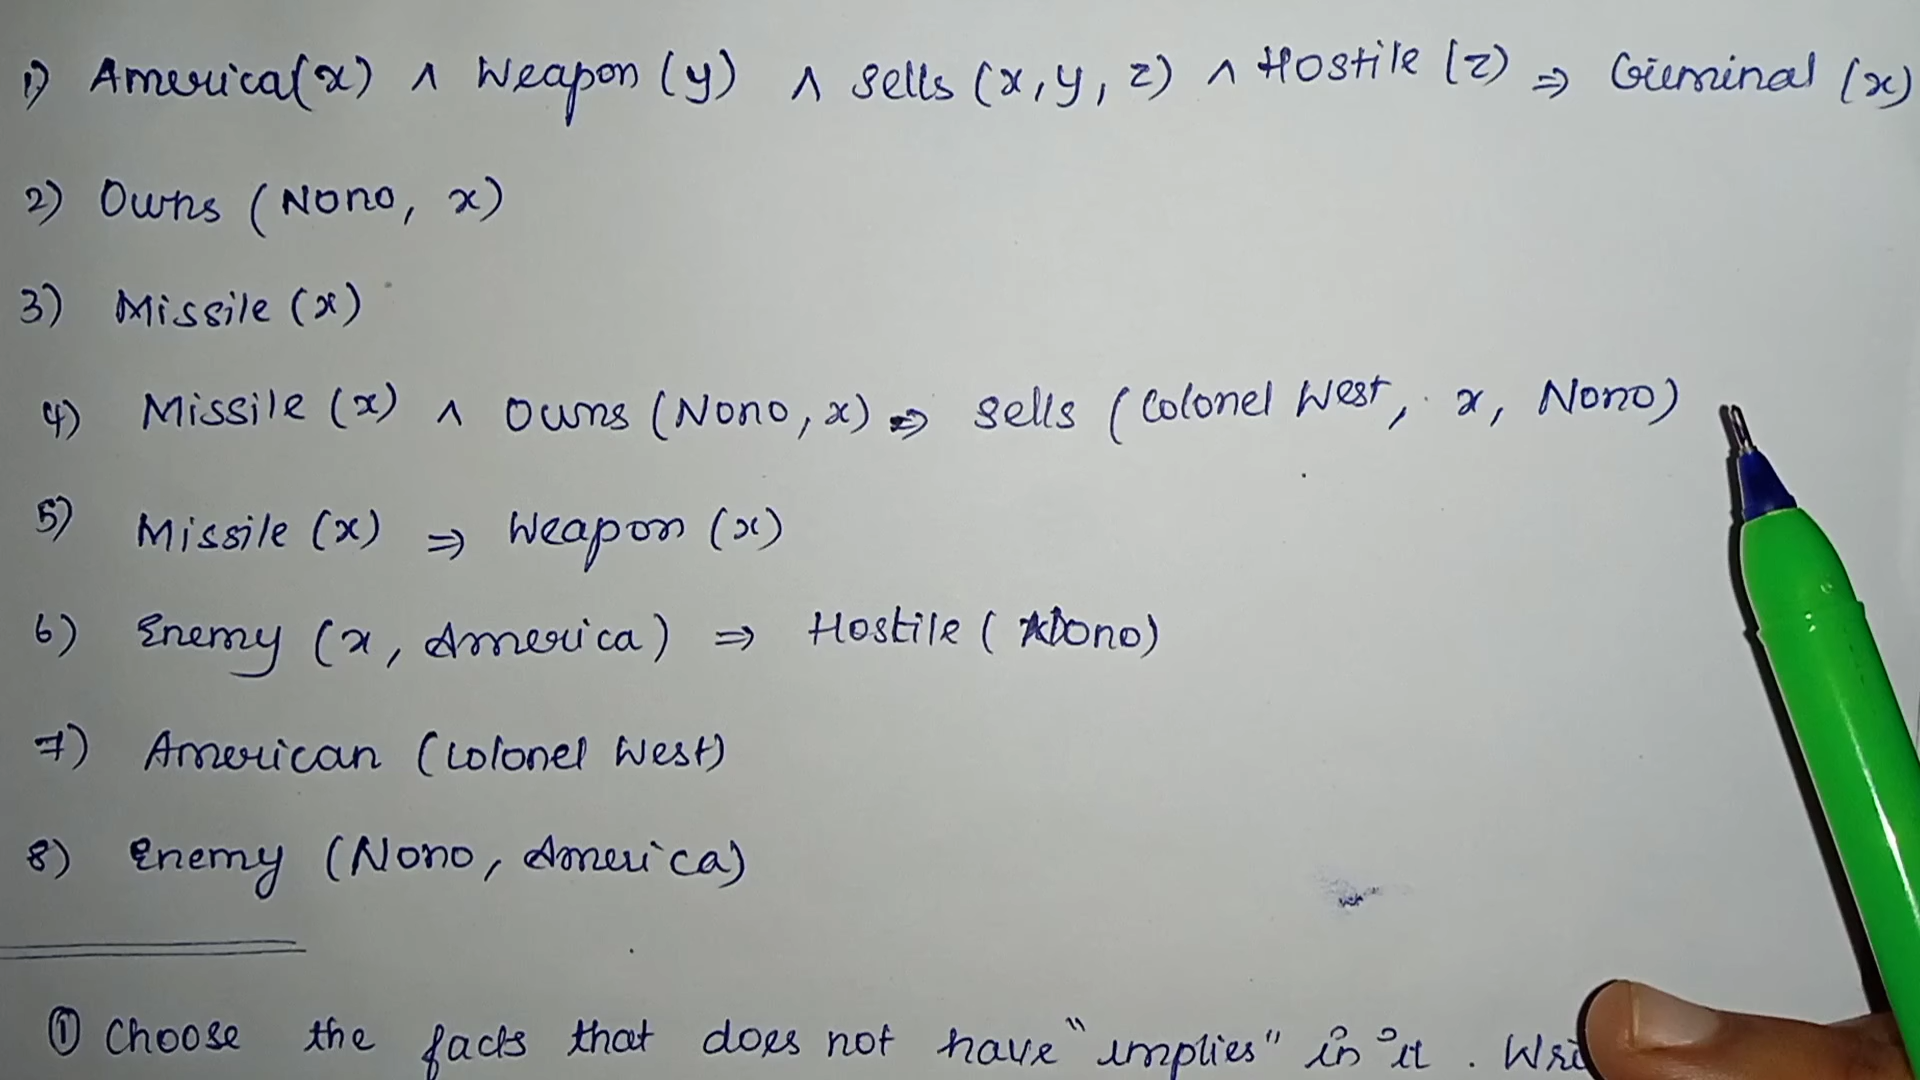 1) America(x) ∧ Weapon (y) ∧ sells (x, y, z) ∧ Hostile (z) ⇒ Criminal (x)
2) Owns (Nono, x)
3) Missile (x)
4) Missile (x) ∧ Owns (Nono, x) ⇒ sells (Colonel West, x, Nono)
5) Missile (x) ⇒ Weapon (x)
6) Enemy (x, America) ⇒ Hostile (Nono)
7) American (Colonel West)
8) Enemy (Nono, America)
① Choose the facts that does not have "implies" in it.